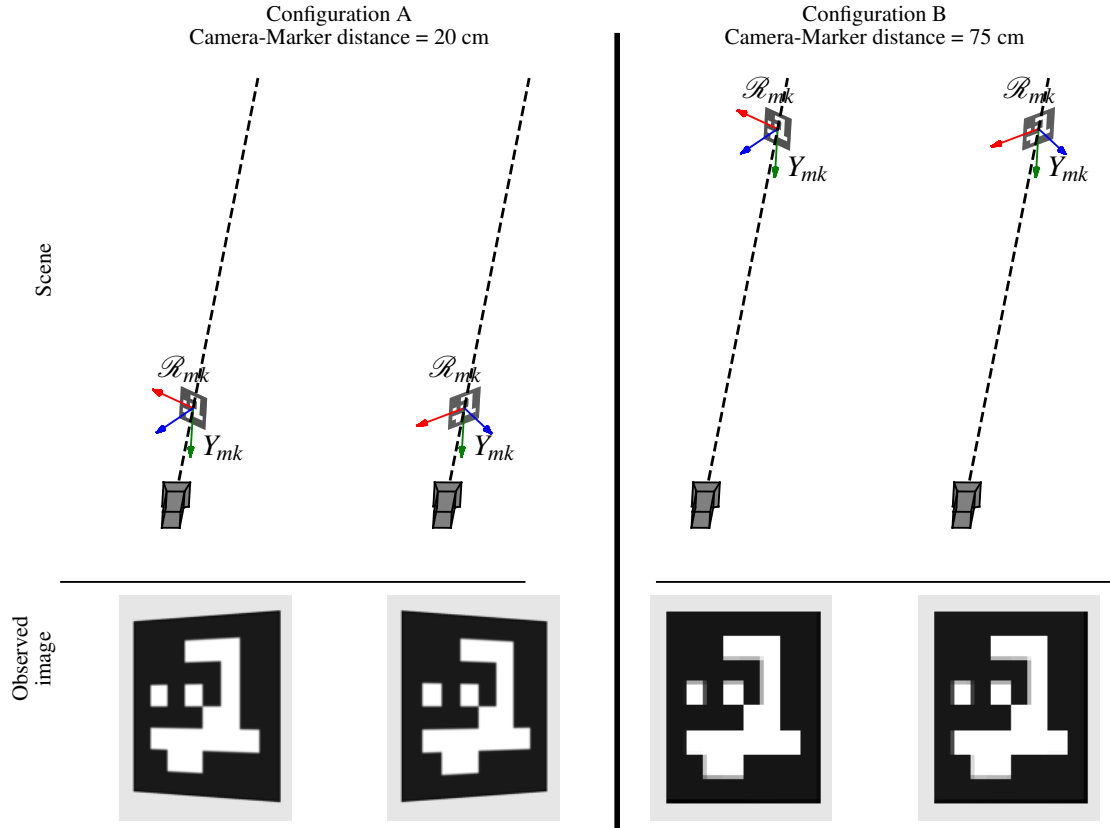 Configuration A
Camera-Marker distance = 20 cm
Configuration B
Camera-Marker distance = 75 cm
Scene
ℛmk
Ymk
ℛmk
Ymk
ℛmk
Ymk
ℛmk
Ymk
Observed
image